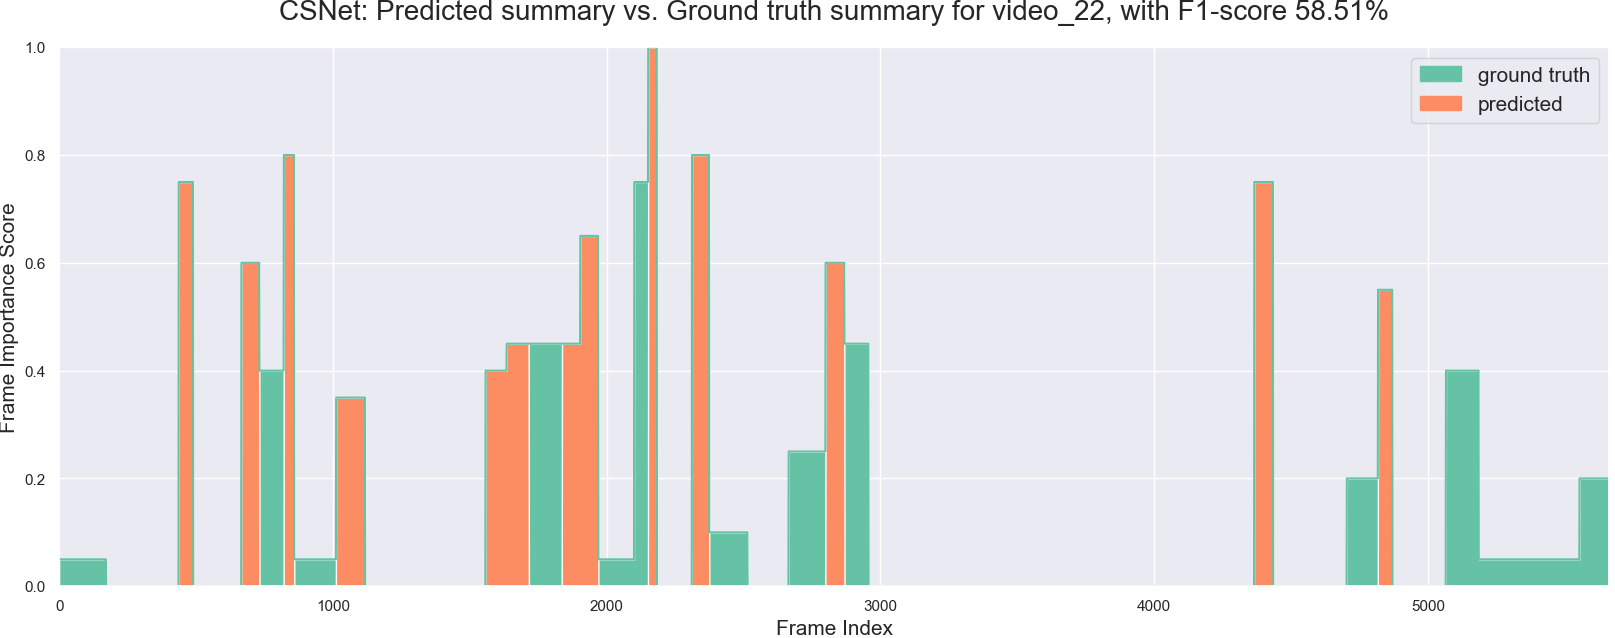 CSNet: Predicted summary vs. Ground truth summary for video_22, with F1-score 58.51%
Frame Importance Score
1.0
0.8
0.6
0.4
0.2
0.0
ground truth
predicted
0 1000 2000 3000 4000 5000
Frame Index